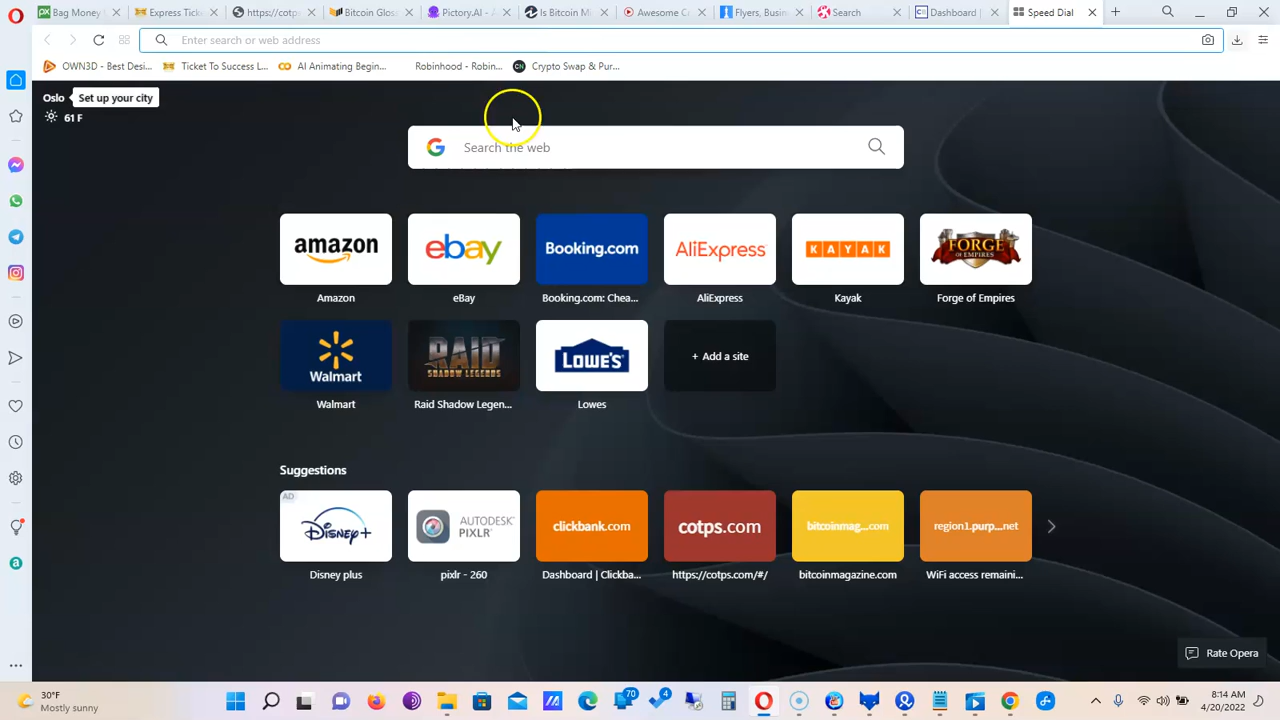 Bag Money
Express Ticke
https://cotps
Bitcoin Glos
Pictory.AI -
Is Bitcoin M
Awesome Ca
Flyers, Busin
Search
Dashboard |
Speed Dial
Enter search or web address
OWN3D - Best Desi...
Ticket To Success L...
AI Animating Begin...
Robinhood - Robin...
CN Crypto Swap & Pur...
Oslo Set up your city
61 F
G Search the web
amazon
ebay
Booking.com
AliExpress
KAYAK
FORGE OF EMPIRES
Amazon
eBay
Booking.com: Chea...
AliExpress
Kayak
Forge of Empires
Walmart
RAID SHADOW LEGENDS
LOWE'S
+ Add a site
Walmart
Raid Shadow Legen...
Lowes
Suggestions
AD
Disney+
AUTODESK PIXLR
clickbank.com
cotps.com
bitcoinmag...com
region1.purp...net
Disney plus
pixlr - 260
Dashboard | Clickba...
https://cotps.com/#/
bitcoinmagazine.com
WiFi access remaini...
Rate Opera
30°F
Mostly sunny
70
4
8:14 AM
4/20/2022